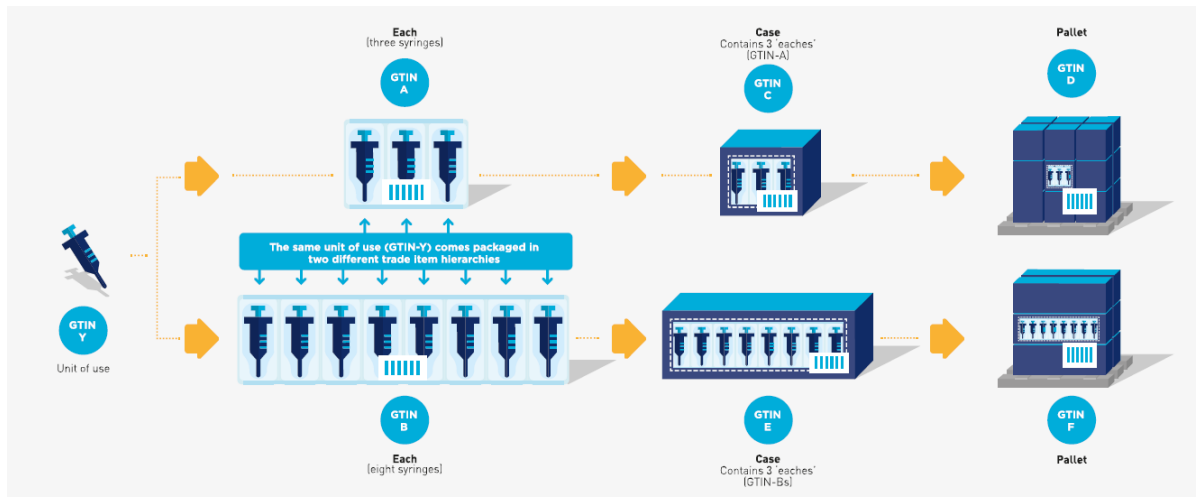 Each
(three syringes)
GTIN
A
Case
Contains 3 'eaches'
(GTIN-A)
GTIN
C
Pallet
GTIN
D
The same unit of use (GTIN-Y) comes packaged in
two different trade item hierarchies
GTIN
Y
Unit of use
GTIN
B
Each
(eight syringes)
GTIN
E
Case
Contains 3 'eaches'
(GTIN-Bs)
GTIN
F
Pallet